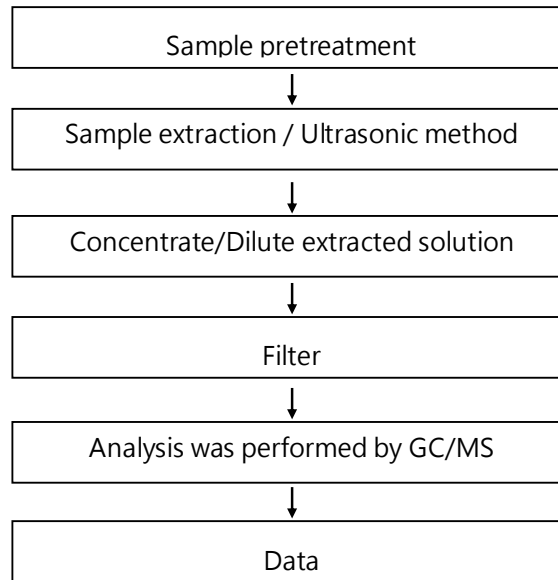 Sample pretreatment
Sample extraction / Ultrasonic method
Concentrate/Dilute extracted solution
Filter
Analysis was performed by GC/MS
Data